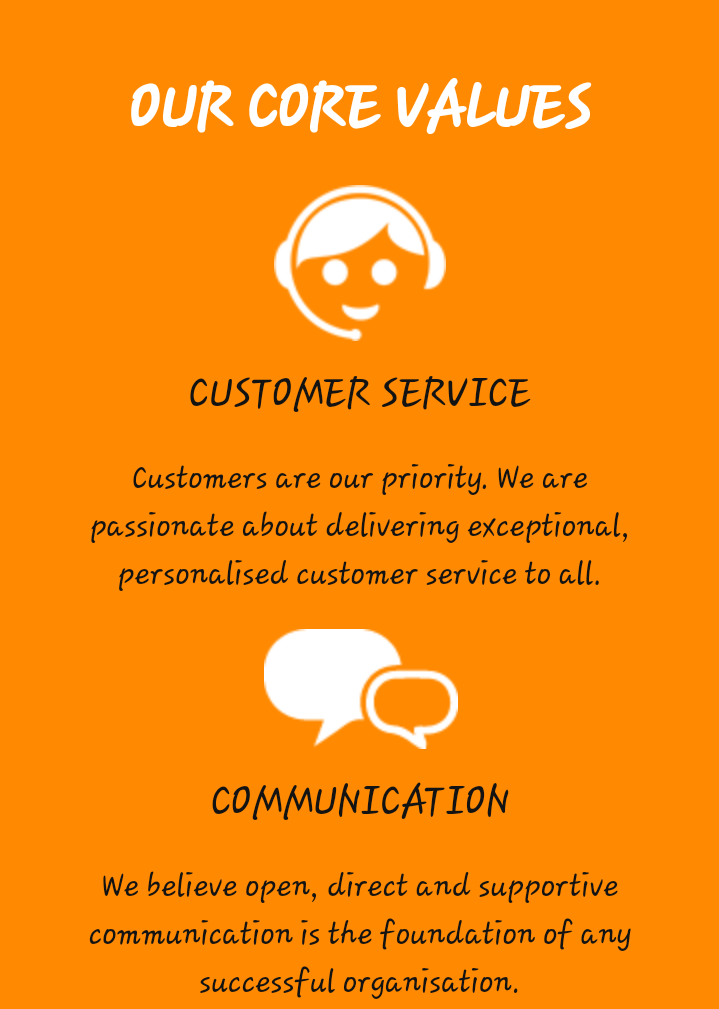 OUR CORE VALUES
CUSTOMER SERVICE
Customers are our priority. We are
passionate about delivering exceptional,
personalised customer service to all.
COMMUNICATION
We believe open, direct and supportive
communication is the foundation of any
successful organisation.